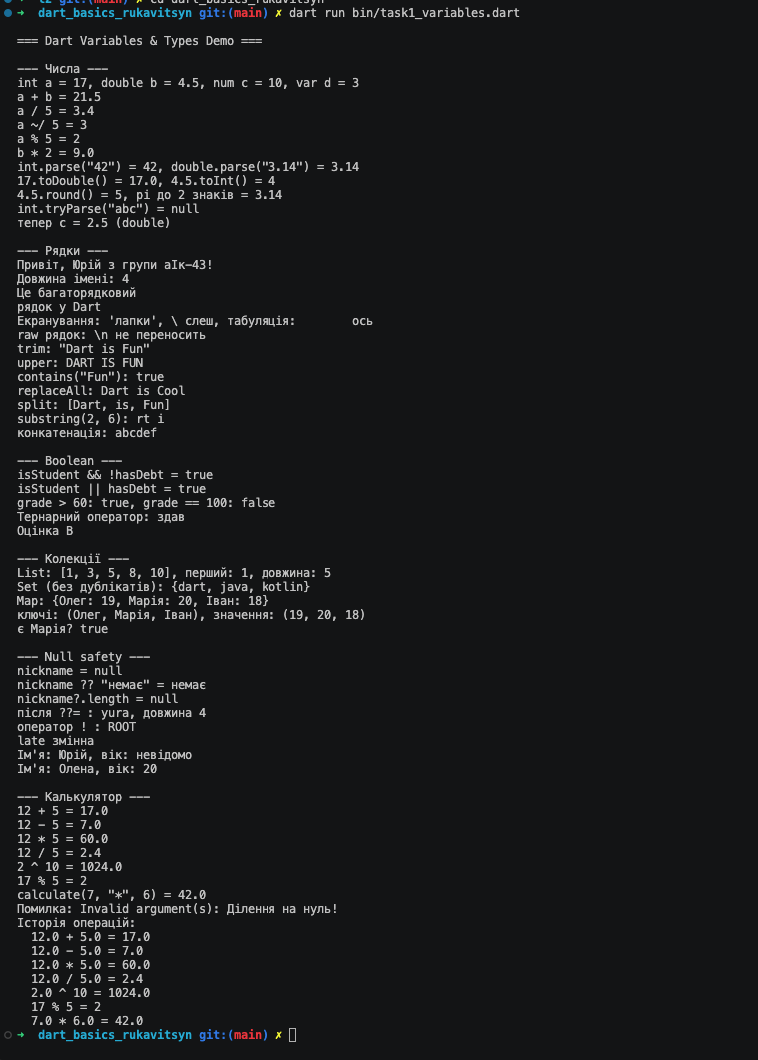 ➜ dart_basics_rukavitsyn git:(main) ✗ dart run bin/task1_variables.dart
=== Dart Variables & Types Demo ===
--- Числа ---
int a = 17, double b = 4.5, num c = 10, var d = 3
a + b = 21.5
a / 5 = 3.4
a ~/ 5 = 3
a % 5 = 2
b * 2 = 9.0
int.parse("42") = 42, double.parse("3.14") = 3.14
17.toDouble() = 17.0, 4.5.toInt() = 4
4.5.round() = 5, pi до 2 знаків = 3.14
int.tryParse("abc") = null
тепер c = 2.5 (double)
--- Рядки ---
Привіт, Юрій з групи аІк-43!
Довжина імені: 4
Це багаторядковий
рядок у Dart
Екранування: 'лапки', \ слеш, табуляція:        ось
raw рядок: \n не переносить
trim: "Dart is Fun"
upper: DART IS FUN
contains("Fun"): true
replaceAll: Dart is Cool
split: [Dart, is, Fun]
substring(2, 6): rt i
конкатенація: abcdef
--- Boolean ---
isStudent && !hasDebt = true
isStudent || hasDebt = true
grade > 60: true, grade == 100: false
Тернарний оператор: здав
Оцінка B
--- Колекції ---
List: [1, 3, 5, 8, 10], перший: 1, довжина: 5
Set (без дублікатів): {dart, java, kotlin}
Map: {Олег: 19, Марія: 20, Іван: 18}
ключі: (Олег, Марія, Іван), значення: (19, 20, 18)
є Марія? true
--- Null safety ---
nickname = null
nickname ?? "немає" = немає
nickname?.length = null
після ??= : yura, довжина 4
оператор ! : ROOT
late змінна
Ім'я: Юрій, вік: невідомо
Ім'я: Олена, вік: 20
--- Калькулятор ---
12 + 5 = 17.0
12 - 5 = 7.0
12 * 5 = 60.0
12 / 5 = 2.4
2 ^ 10 = 1024.0
17 % 5 = 2
calculate(7, "*", 6) = 42.0
Помилка: Invalid argument(s): Ділення на нуль!
Історія операцій:
  12.0 + 5.0 = 17.0
  12.0 - 5.0 = 7.0
  12.0 * 5.0 = 60.0
  12.0 / 5.0 = 2.4
  2.0 ^ 10 = 1024.0
  17 % 5 = 2
  7.0 * 6.0 = 42.0
➜ dart_basics_rukavitsyn git:(main) ✗